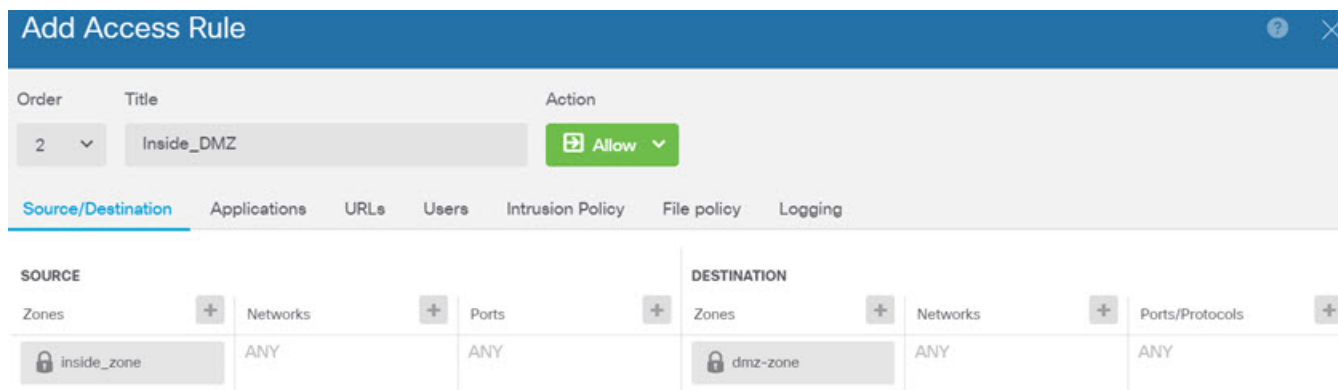 Add Access Rule ?
Order Title Action
2 Inside_DMZ Allow
Source/Destination Applications URLs Users Intrusion Policy File policy Logging
SOURCE DESTINATION
Zones + Networks + Ports + Zones + Networks + Ports/Protocols +
inside_zone ANY ANY dmz-zone ANY ANY